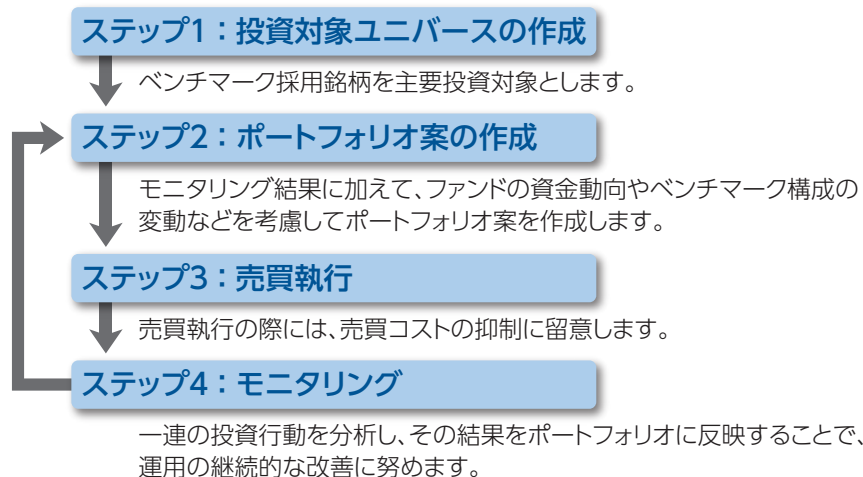 ステップ1：投資対象ユニバースの作成
ベンチマーク採用銘柄を主要投資対象とします。
ステップ2：ポートフォリオ案の作成
モニタリング結果に加えて、ファンドの資金動向やベンチマーク構成の
変動などを考慮してポートフォリオ案を作成します。
ステップ3：売買執行
売買執行の際には、売買コストの抑制に留意します。
ステップ4：モニタリング
一連の投資行動を分析し、その結果をポートフォリオに反映することで、
運用の継続的な改善に努めます。